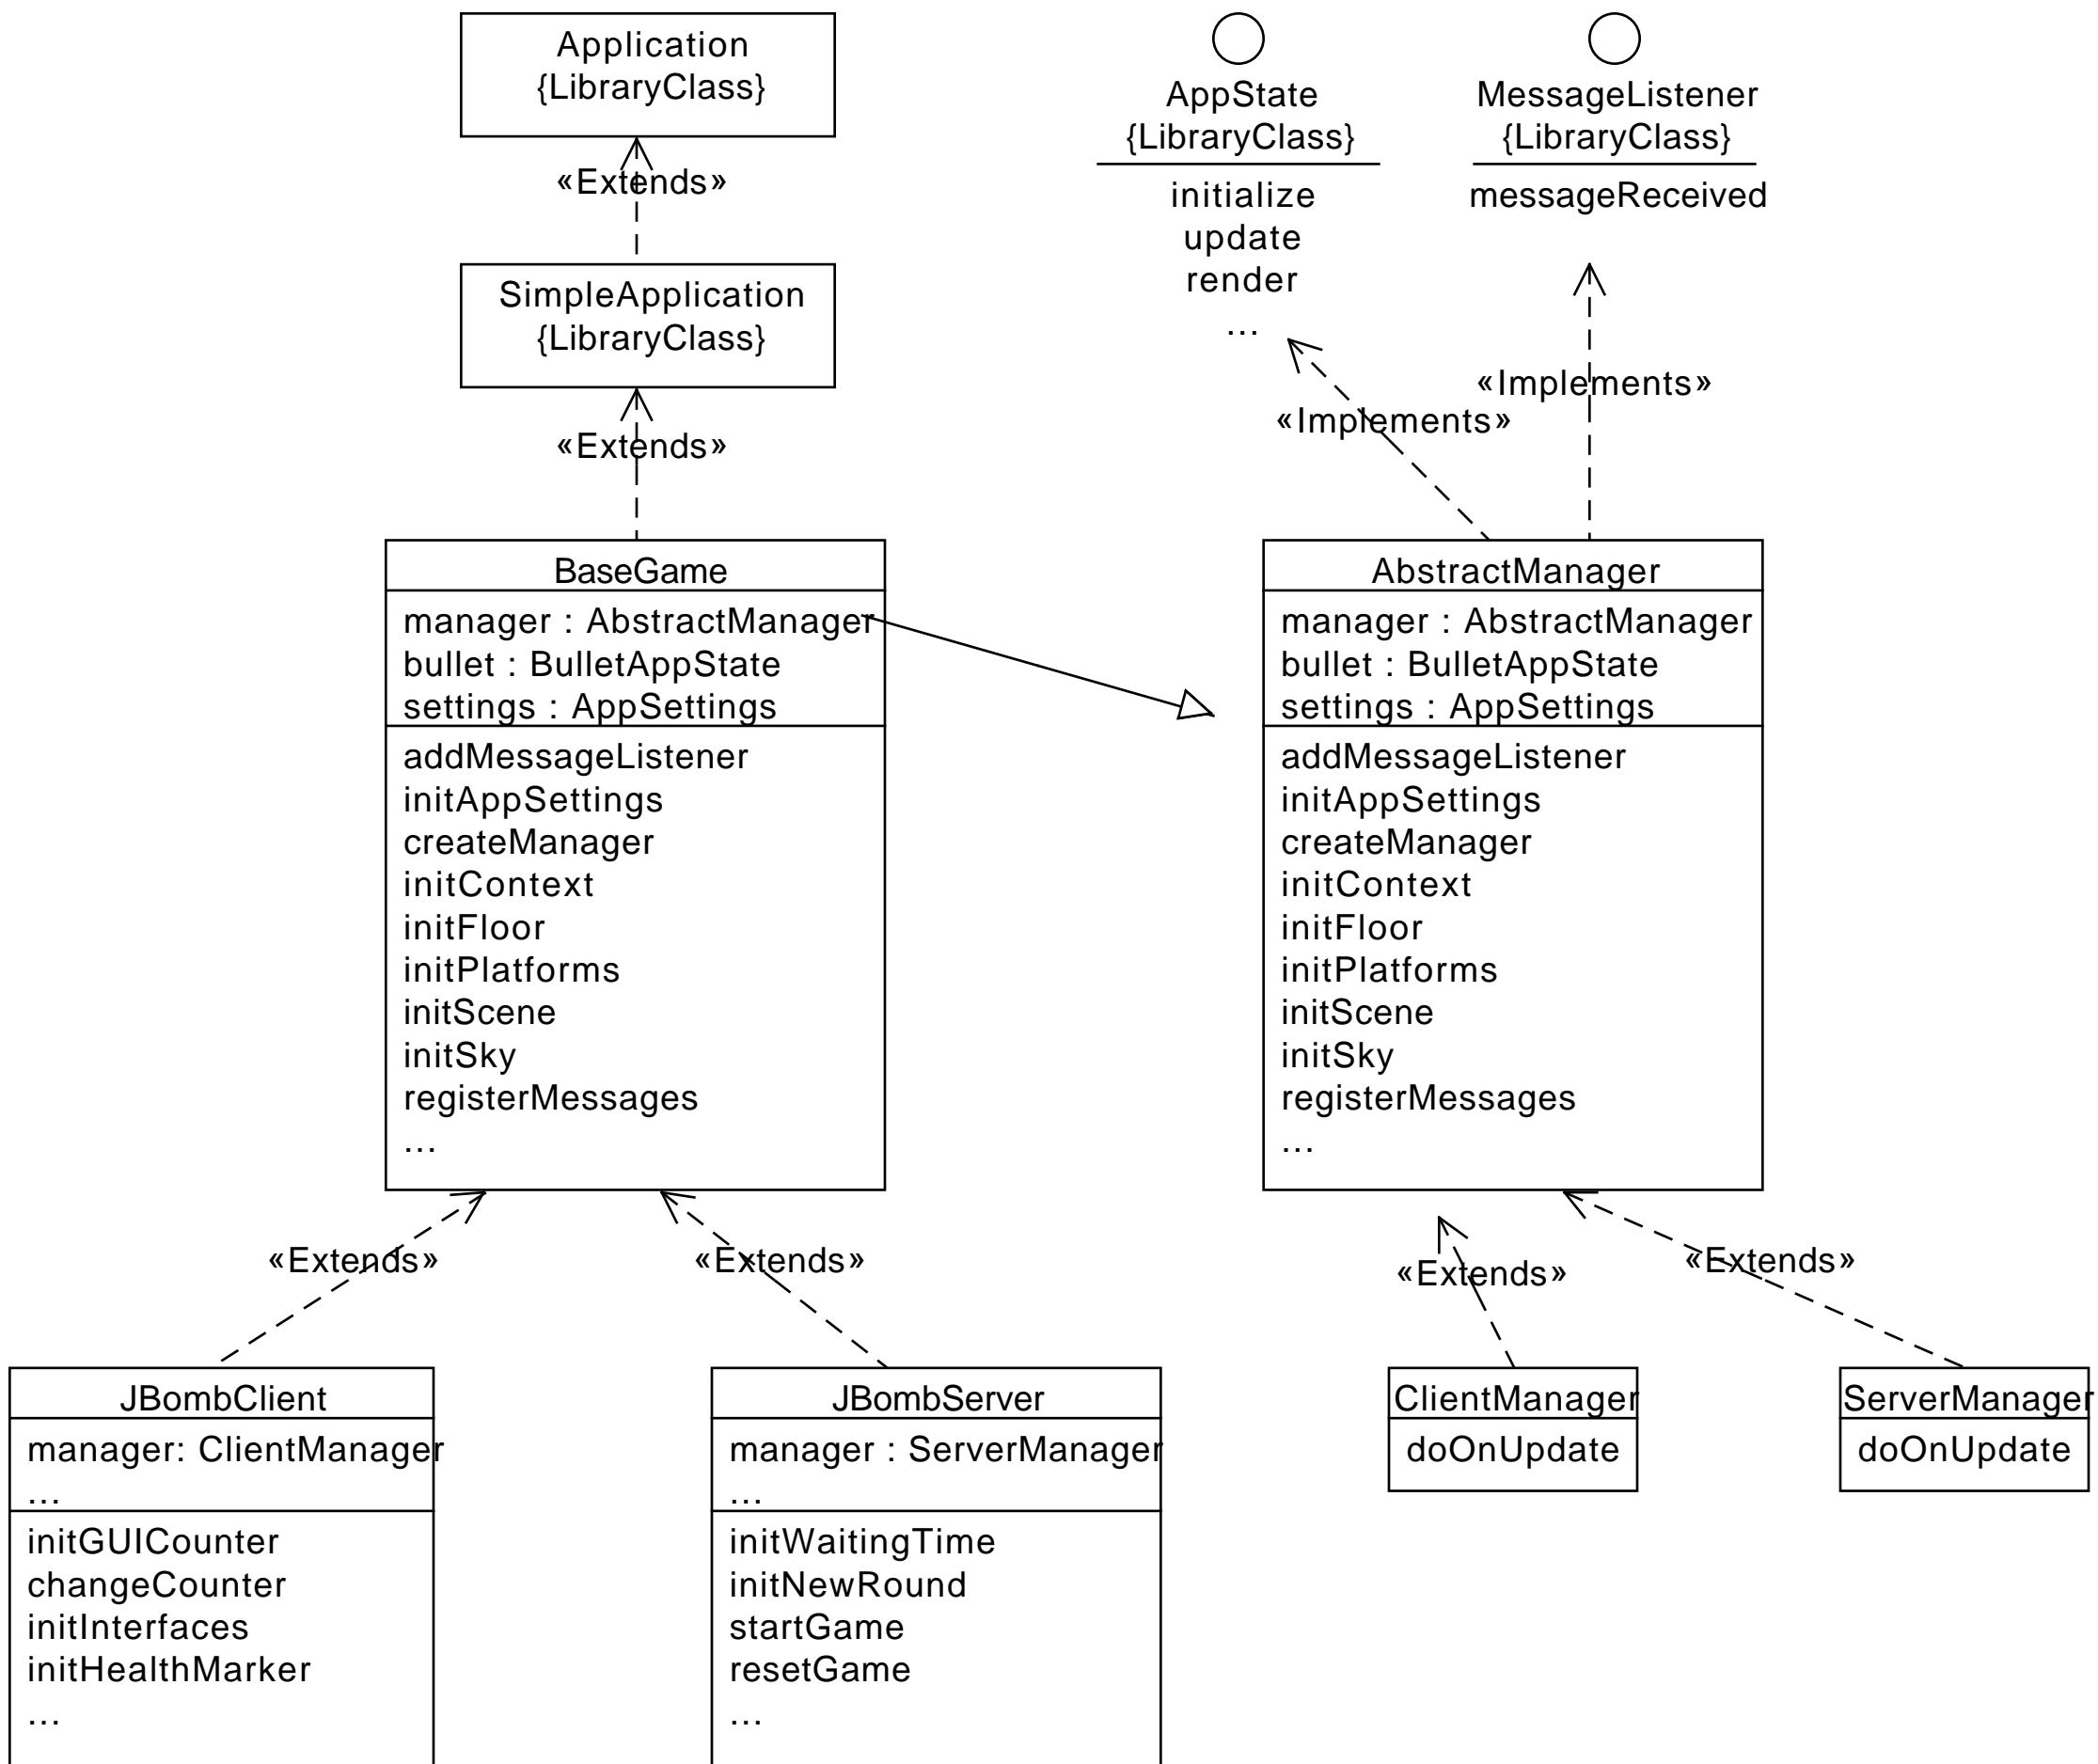 Application
{LibraryClass}
AppState
{LibraryClass}
initialize
update
render
...
MessageListener
{LibraryClass}
messageReceived
«Extends»
SimpleApplication
{LibraryClass}
«Extends»
«Implements»
«Implements»
BaseGame
manager : AbstractManager
bullet : BulletAppState
settings : AppSettings
addMessageListener
initAppSettings
createManager
initContext
initFloor
initPlatforms
initScene
initSky
registerMessages
...
AbstractManager
manager : AbstractManager
bullet : BulletAppState
settings : AppSettings
addMessageListener
initAppSettings
createManager
initContext
initFloor
initPlatforms
initScene
initSky
registerMessages
...
«Extends»
«Extends»
«Extends»
«Extends»
JBombClient
manager: ClientManager
...
initGUICounter
changeCounter
initInterfaces
initHealthMarker
...
JBombServer
manager : ServerManager
...
initWaitingTime
initNewRound
startGame
resetGame
...
ClientManager
doOnUpdate
ServerManager
doOnUpdate